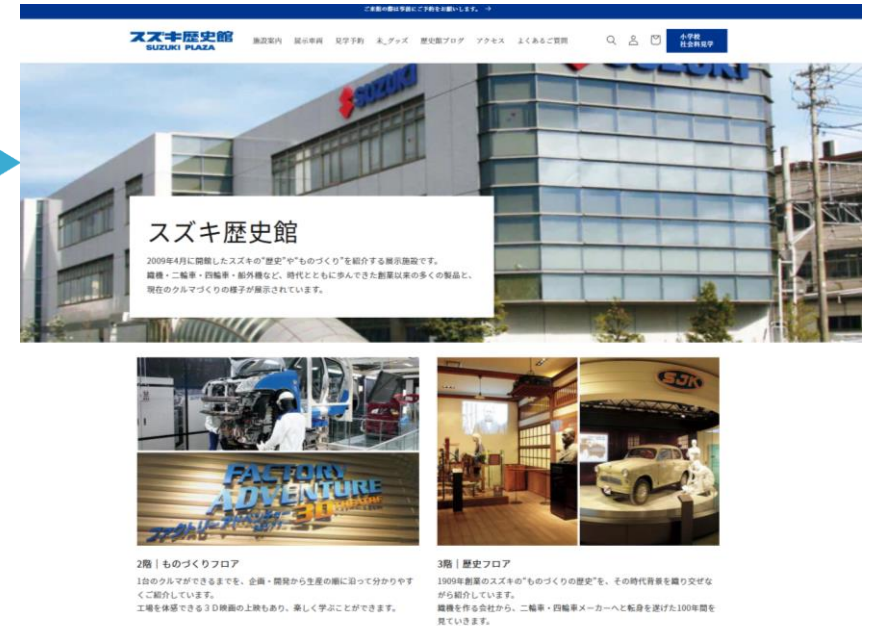 ご来館の際は事前にご予約をお願いします。 →
スズキ歴史館
SUZUKI PLAZA
施設案内 展示車両 見学予約 本_グッズ 歴史館ブログ アクセス よくあるご質問
小学校
社会科見学
SUZUKI
SUZUKI
スズキ歴史館
2009年4月に開館したスズキの“歴史”や“ものづくり”を紹介する展示施設です。
織機・二輪車・四輪車・船外機など、時代とともに歩んできた創業以来の多くの製品と、
現在のクルマづくりの様子が展示されています。
FACTORY
ADVENTURE
3D THEATRE
ファクトリーアドベンチャー
SJK
2階｜ものづくりフロア
1台のクルマができるまでを、企画・開発から生産の順に沿って分かりやす
くご紹介しています。
工場を体感できる３Ｄ映画の上映もあり、楽しく学ぶことができます。
3階｜歴史フロア
1909年創業のスズキの“ものづくりの歴史”を、その時代背景を織り交ぜな
がら紹介しています。
織機を作る会社から、二輪車・四輪車メーカーへと転身を遂げた100年間を
見ていきます。